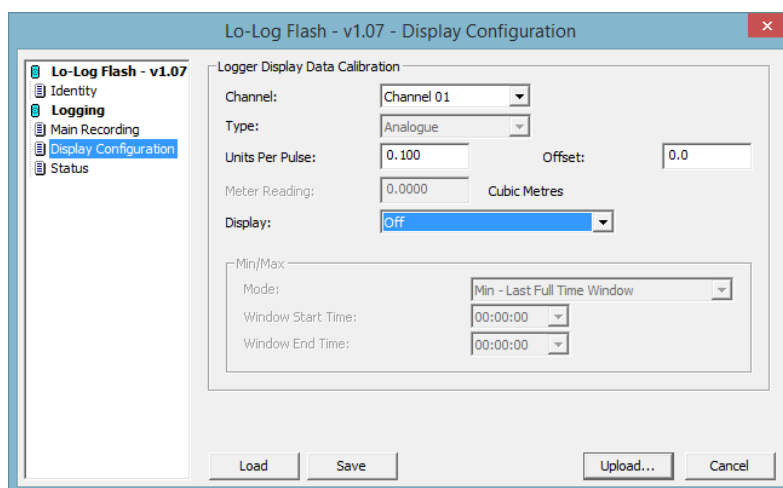 Lo-Log Flash - v1.07 - Display Configuration
Lo-Log Flash - v1.07
Identity
Logging
Main Recording
Display Configuration
Status
Logger Display Data Calibration
Channel: Channel 01
Type: Analogue
Units Per Pulse: 0.100 Offset: 0.0
Meter Reading: 0.0000 Cubic Metres
Display: Off
Min/Max
Mode: Min - Last Full Time Window
Window Start Time: 00:00:00
Window End Time: 00:00:00
Load Save Upload... Cancel